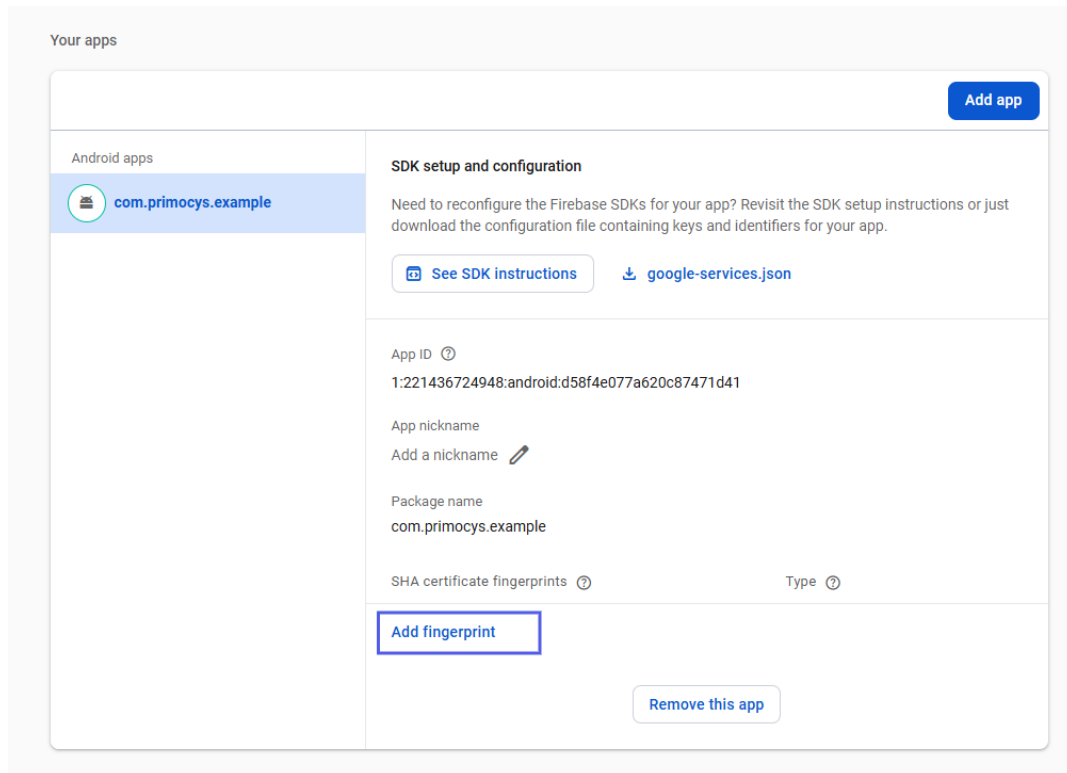 Your apps
Add app
Android apps
com.primocys.example
SDK setup and configuration
Need to reconfigure the Firebase SDKs for your app? Revisit the SDK setup instructions or just
download the configuration file containing keys and identifiers for your app.
See SDK instructions
google-services.json
App ID
1:221436724948:android:d58f4e077a620c87471d41
App nickname
Add a nickname
Package name
com.primocys.example
SHA certificate fingerprints
Type
Add fingerprint
Remove this app